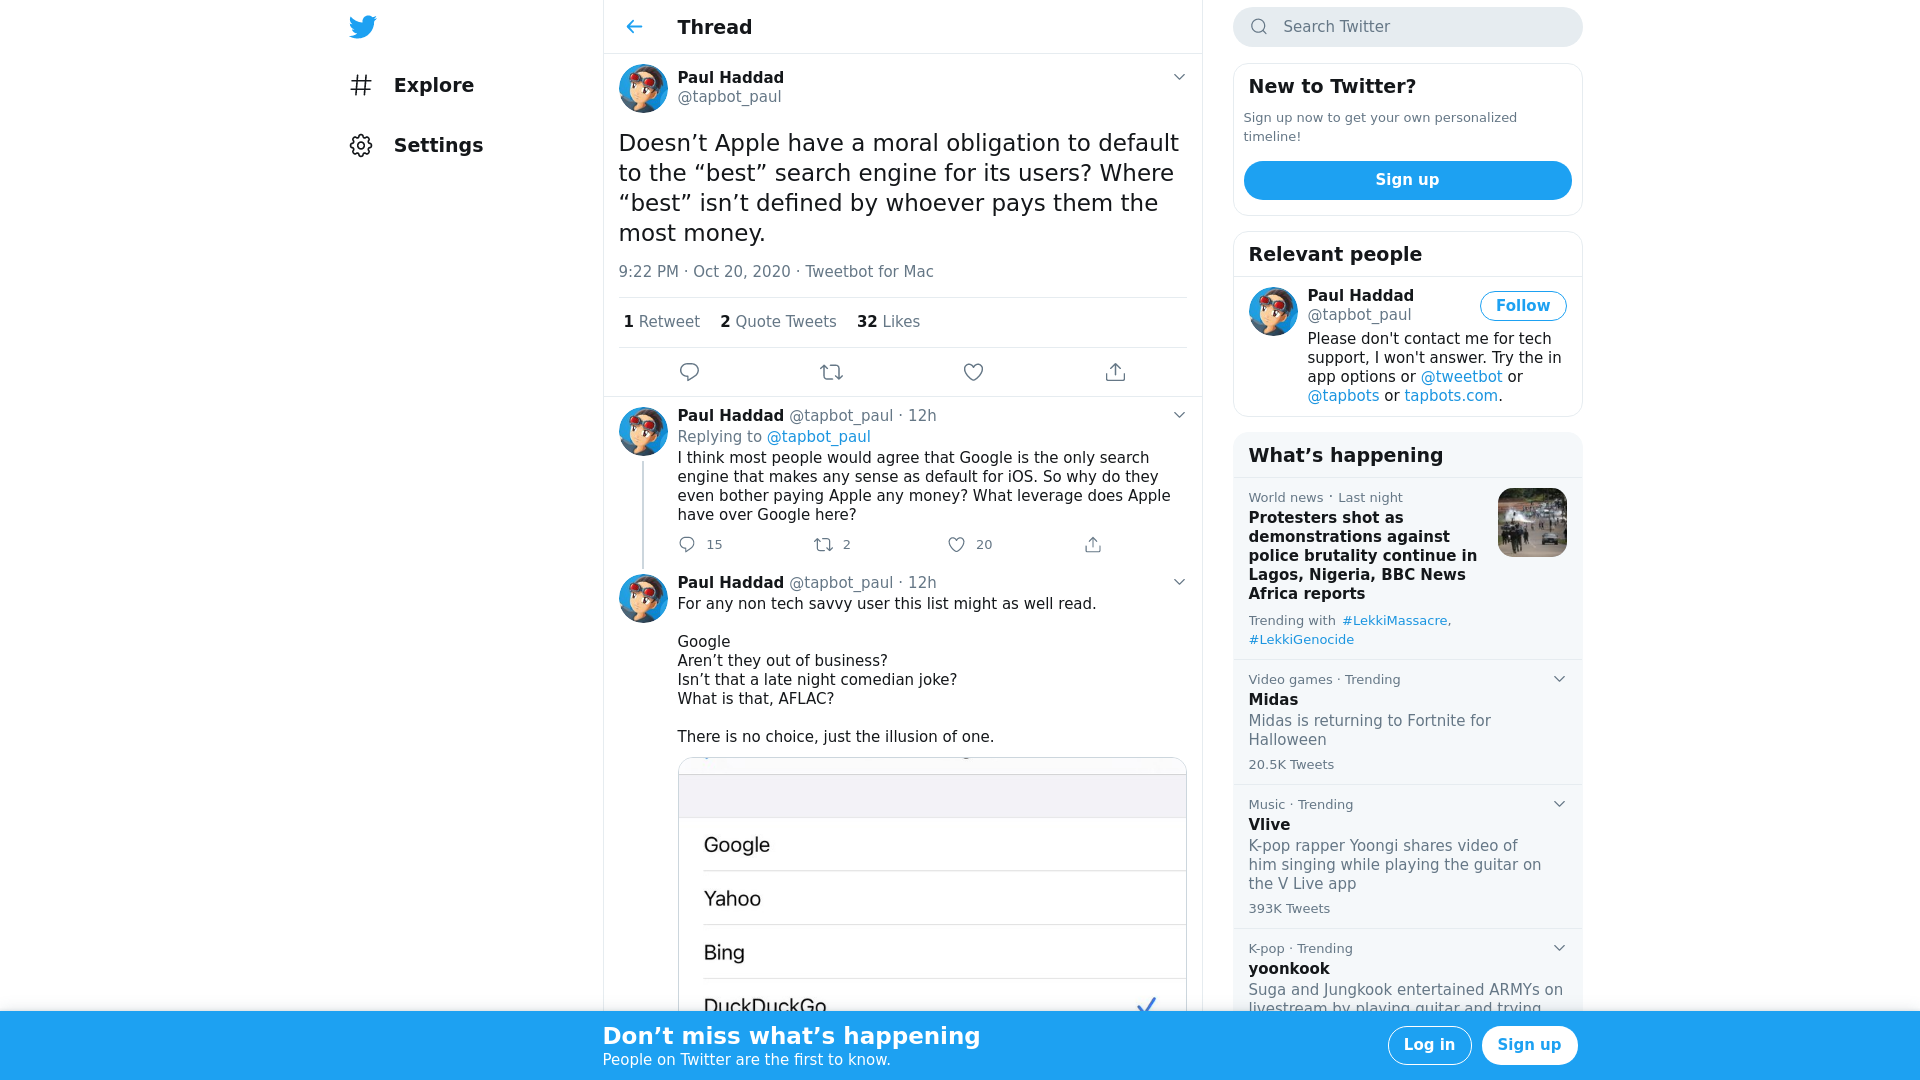 Explore
Settings
Thread
Paul Haddad
@tapbot_paul
Doesn’t Apple have a moral obligation to default
to the “best” search engine for its users? Where
“best” isn’t defined by whoever pays them the
most money.
9:22 PM · Oct 20, 2020 · Tweetbot for Mac
1 Retweet 2 Quote Tweets 32 Likes
Paul Haddad @tapbot_paul · 12h
Replying to @tapbot_paul
I think most people would agree that Google is the only search
engine that makes any sense as default for iOS. So why do they
even bother paying Apple any money? What leverage does Apple
have over Google here?
15 2 20
Paul Haddad @tapbot_paul · 12h
For any non tech savvy user this list might as well read.
Google
Aren’t they out of business?
Isn’t that a late night comedian joke?
What is that, AFLAC?
There is no choice, just the illusion of one.
Google
Yahoo
Bing
DuckDuckGo
Search Twitter
New to Twitter?
Sign up now to get your own personalized
timeline!
Sign up
Relevant people
Paul Haddad
@tapbot_paul
Follow
Please don't contact me for tech
support, I won't answer. Try the in
app options or @tweetbot or
@tapbots or tapbots.com.
What’s happening
World news · Last night
Protesters shot as
demonstrations against
police brutality continue in
Lagos, Nigeria, BBC News
Africa reports
Trending with #LekkiMassacre,
#LekkiGenocide
Video games · Trending
Midas
Midas is returning to Fortnite for
Halloween
20.5K Tweets
Music · Trending
Vlive
K-pop rapper Yoongi shares video of
him singing while playing the guitar on
the V Live app
393K Tweets
K-pop · Trending
yoonkook
Suga and Jungkook entertained ARMYs on
livestream by playing guitar and trying
Don’t miss what’s happening
People on Twitter are the first to know.
Log in
Sign up